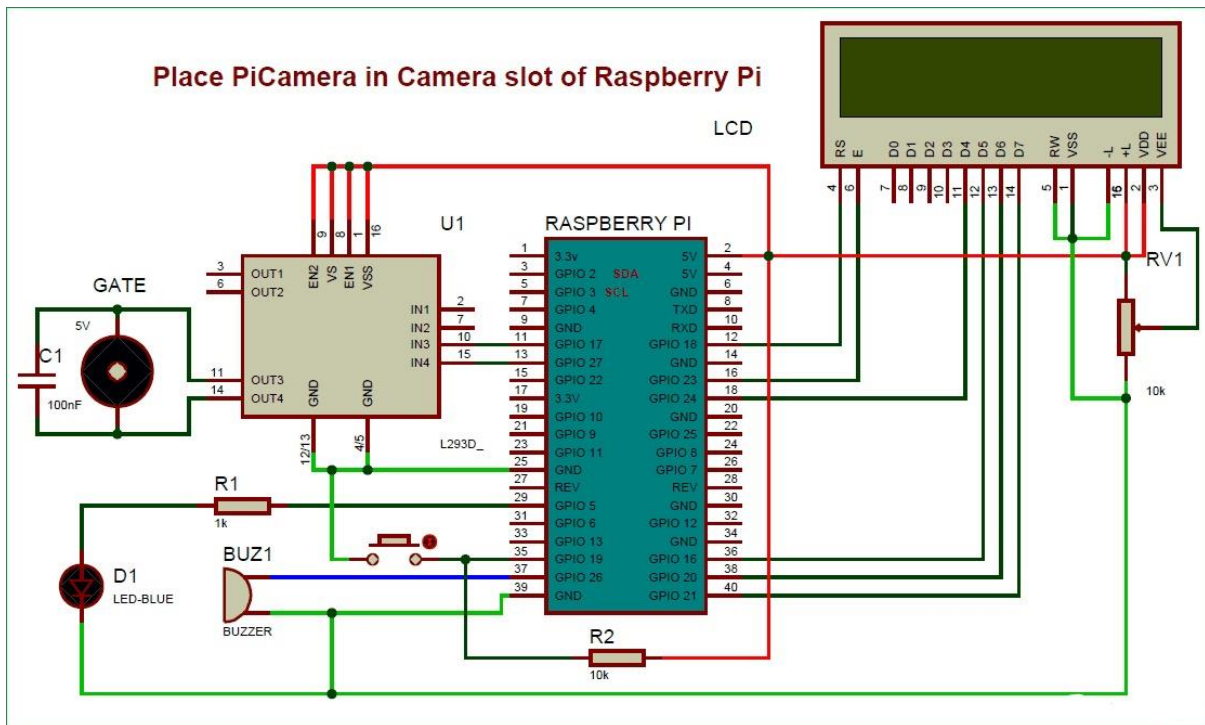 Place PiCamera in Camera slot of Raspberry Pi
LCD
RS
E
D0
D1
D2
D3
D4
D5
D6
D7
RW
VSS
-L
+L
VDD
VEE
4
6
7
8
9
10
11
12
13
14
5
1
15
2
3
U1
9
8
1
16
EN2
VS
EN1
VSS
3 OUT1
6 OUT2
11 OUT3
14 OUT4
IN1 2
IN2 7
IN3 10
IN4 15
GND
GND
12/13
4/5
L293D_
GATE
5V
C1
100nF
RASPBERRY PI
1 3.3v 5V 2
3 GPIO 2 SDA 5V 4
5 GPIO 3 SCL GND 6
7 GPIO 4 TXD 8
9 GND RXD 10
11 GPIO 17 GPIO 18 12
13 GPIO 27 GND 14
15 GPIO 22 GPIO 23 16
17 3.3V GPIO 24 18
19 GPIO 10 GND 20
21 GPIO 9 GPIO 25 22
23 GPIO 11 GPIO 8 24
25 GND GPIO 7 26
27 REV REV 28
29 GPIO 5 GND 30
31 GPIO 6 GPIO 12 32
33 GPIO 13 GND 34
35 GPIO 19 GPIO 16 36
37 GPIO 26 GPIO 20 38
39 GND GPIO 21 40
RV1
10k
R1
1k
BUZ1
BUZZER
D1
LED-BLUE
R2
10k